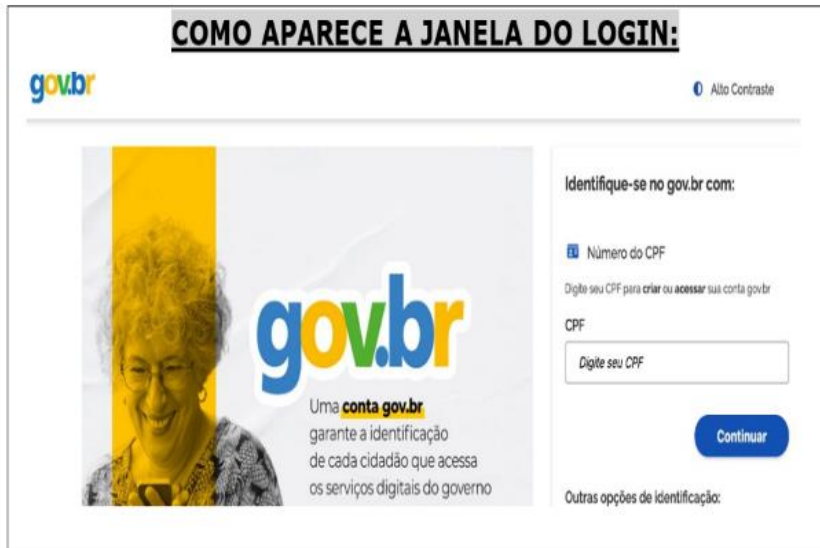 COMO APARECE A JANELA DO LOGIN:
gov.br
Alto Contraste
gov.br
Uma conta gov.br
garante a identificação
de cada cidadão que acessa
os serviços digitais do governo
Identifique-se no gov.br com:
Número do CPF
Digite seu CPF para criar ou acessar sua conta gov.br
CPF
Digite seu CPF
Continuar
Outras opções de identificação: